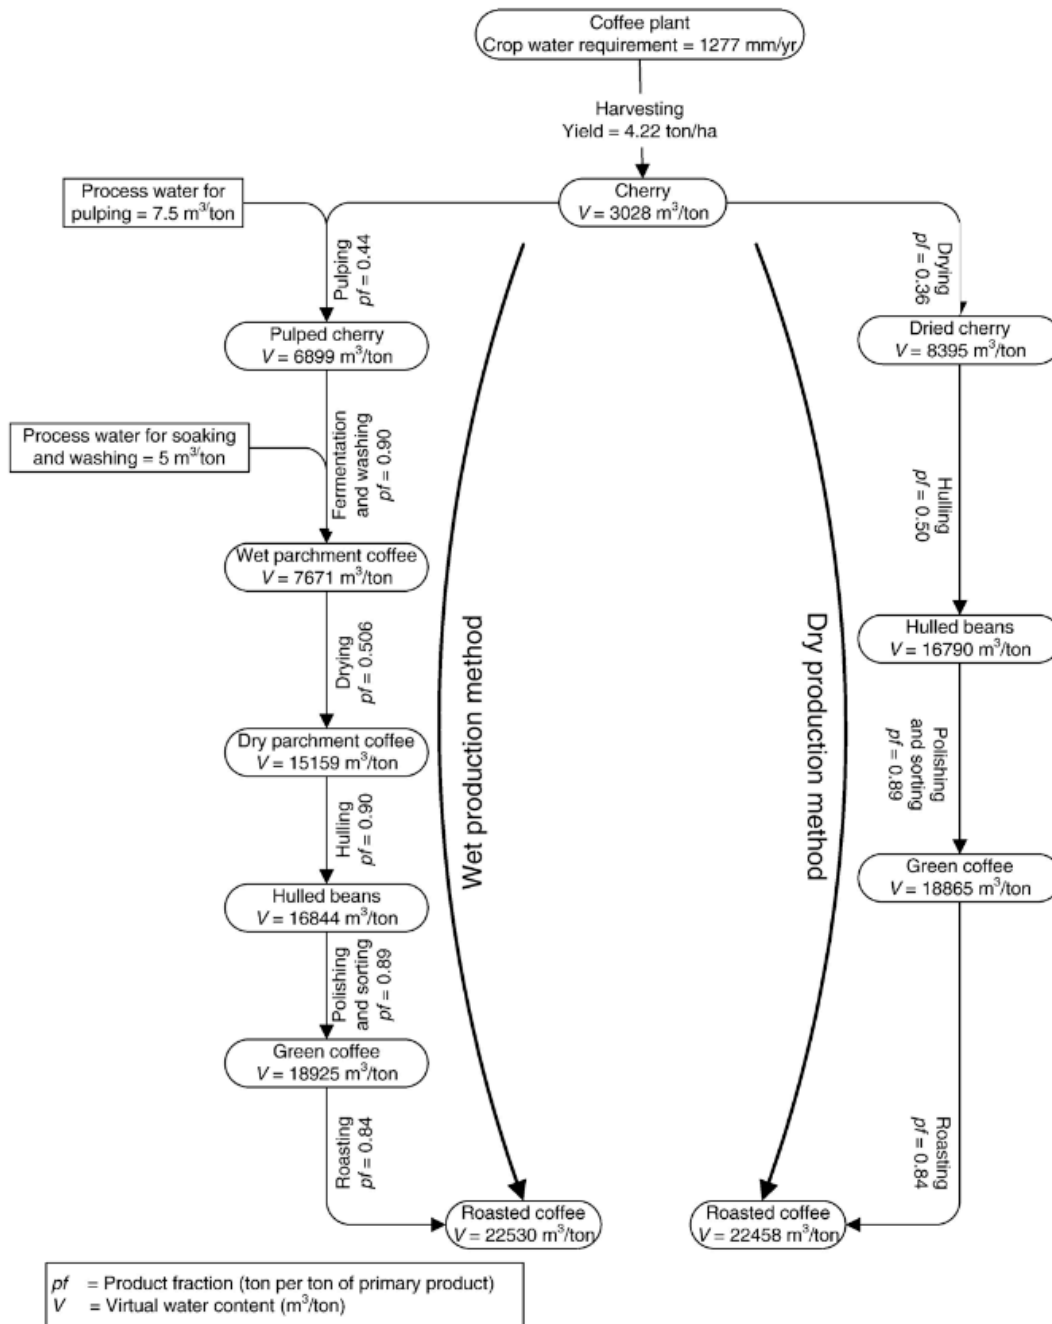 Coffee plant
Crop water requirement = 1277 mm/yr
Harvesting
Yield = 4.22 ton/ha
Cherry
V = 3028 m³/ton
Process water for
pulping = 7.5 m³/ton
Pulping
pf = 0.44
Pulped cherry
V = 6899 m³/ton
Process water for soaking
and washing = 5 m³/ton
Fermentation
and washing
pf = 0.90
Wet parchment coffee
V = 7671 m³/ton
Drying
pf = 0.506
Dry parchment coffee
V = 15159 m³/ton
Hulling
pf = 0.90
Hulled beans
V = 16844 m³/ton
Polishing
and sorting
pf = 0.89
Green coffee
V = 18925 m³/ton
Roasting
pf = 0.84
Roasted coffee
V = 22530 m³/ton
Wet production method
Dry production method
Drying
pf = 0.36
Dried cherry
V = 8395 m³/ton
Hulling
pf = 0.50
Hulled beans
V = 16790 m³/ton
Polishing
and sorting
pf = 0.89
Green coffee
V = 18865 m³/ton
Roasting
pf = 0.84
Roasted coffee
V = 22458 m³/ton
pf = Product fraction (ton per ton of primary product)
V = Virtual water content (m³/ton)